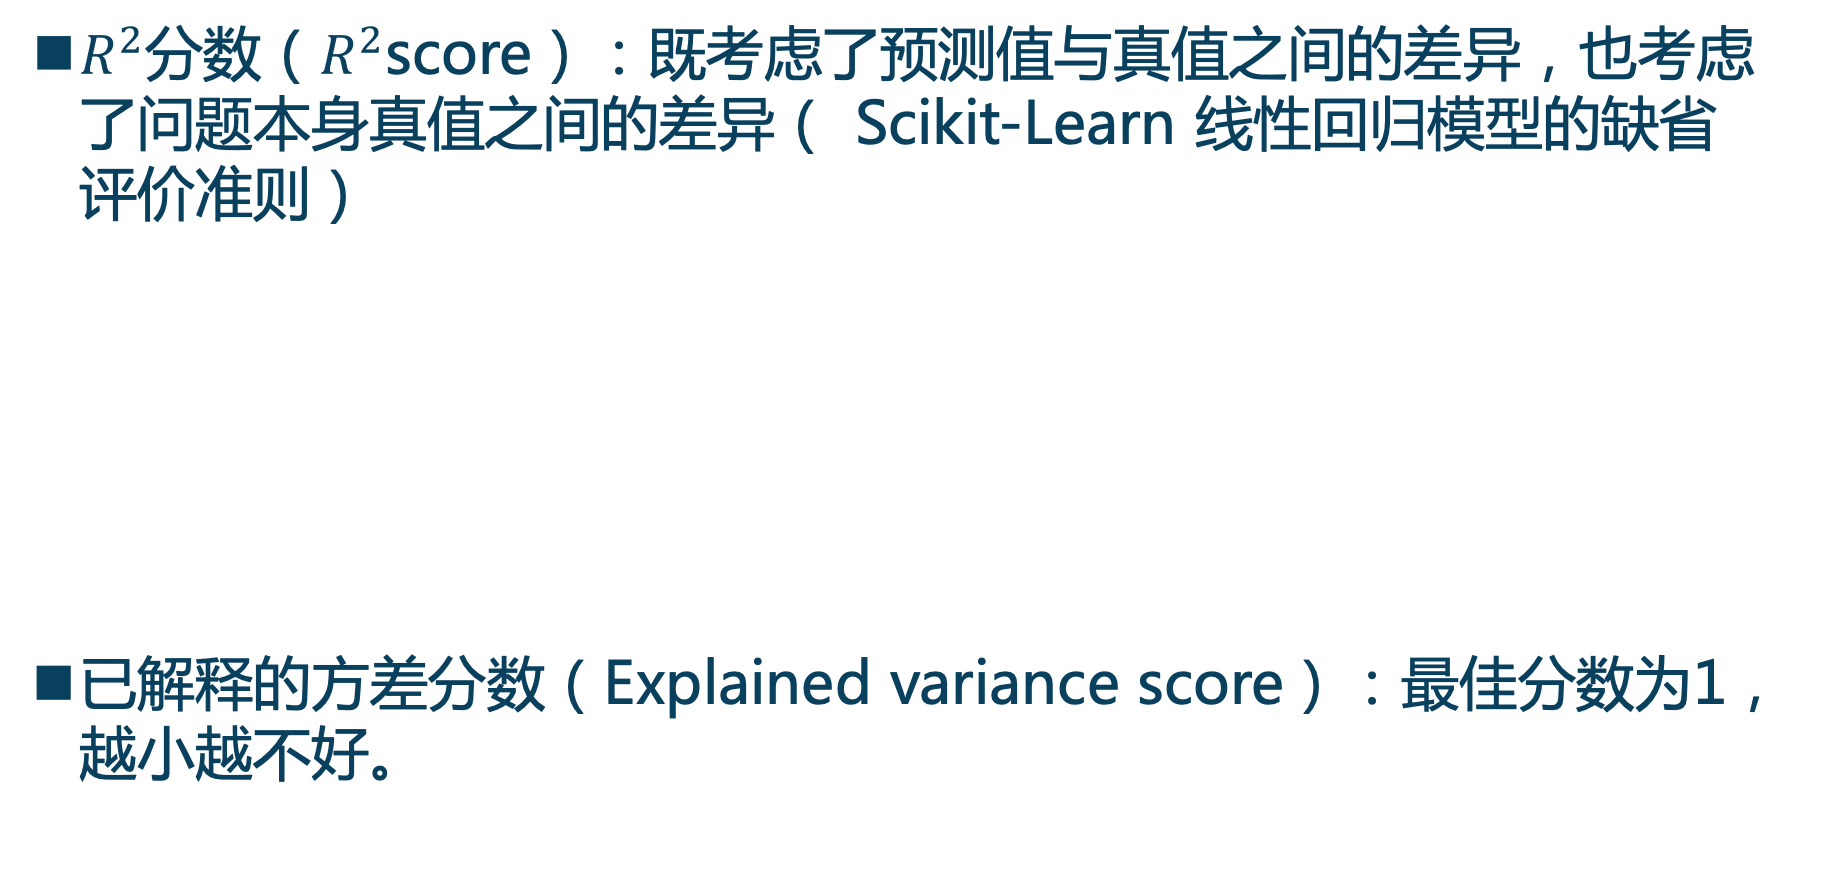 ■R²分数（R²score）：既考虑了预测值与真值之间的差异，也考虑
了问题本身真值之间的差异（ Scikit-Learn 线性回归模型的缺省
评价准则）
■已解释的方差分数（Explained variance score）：最佳分数为1，
越小越不好。